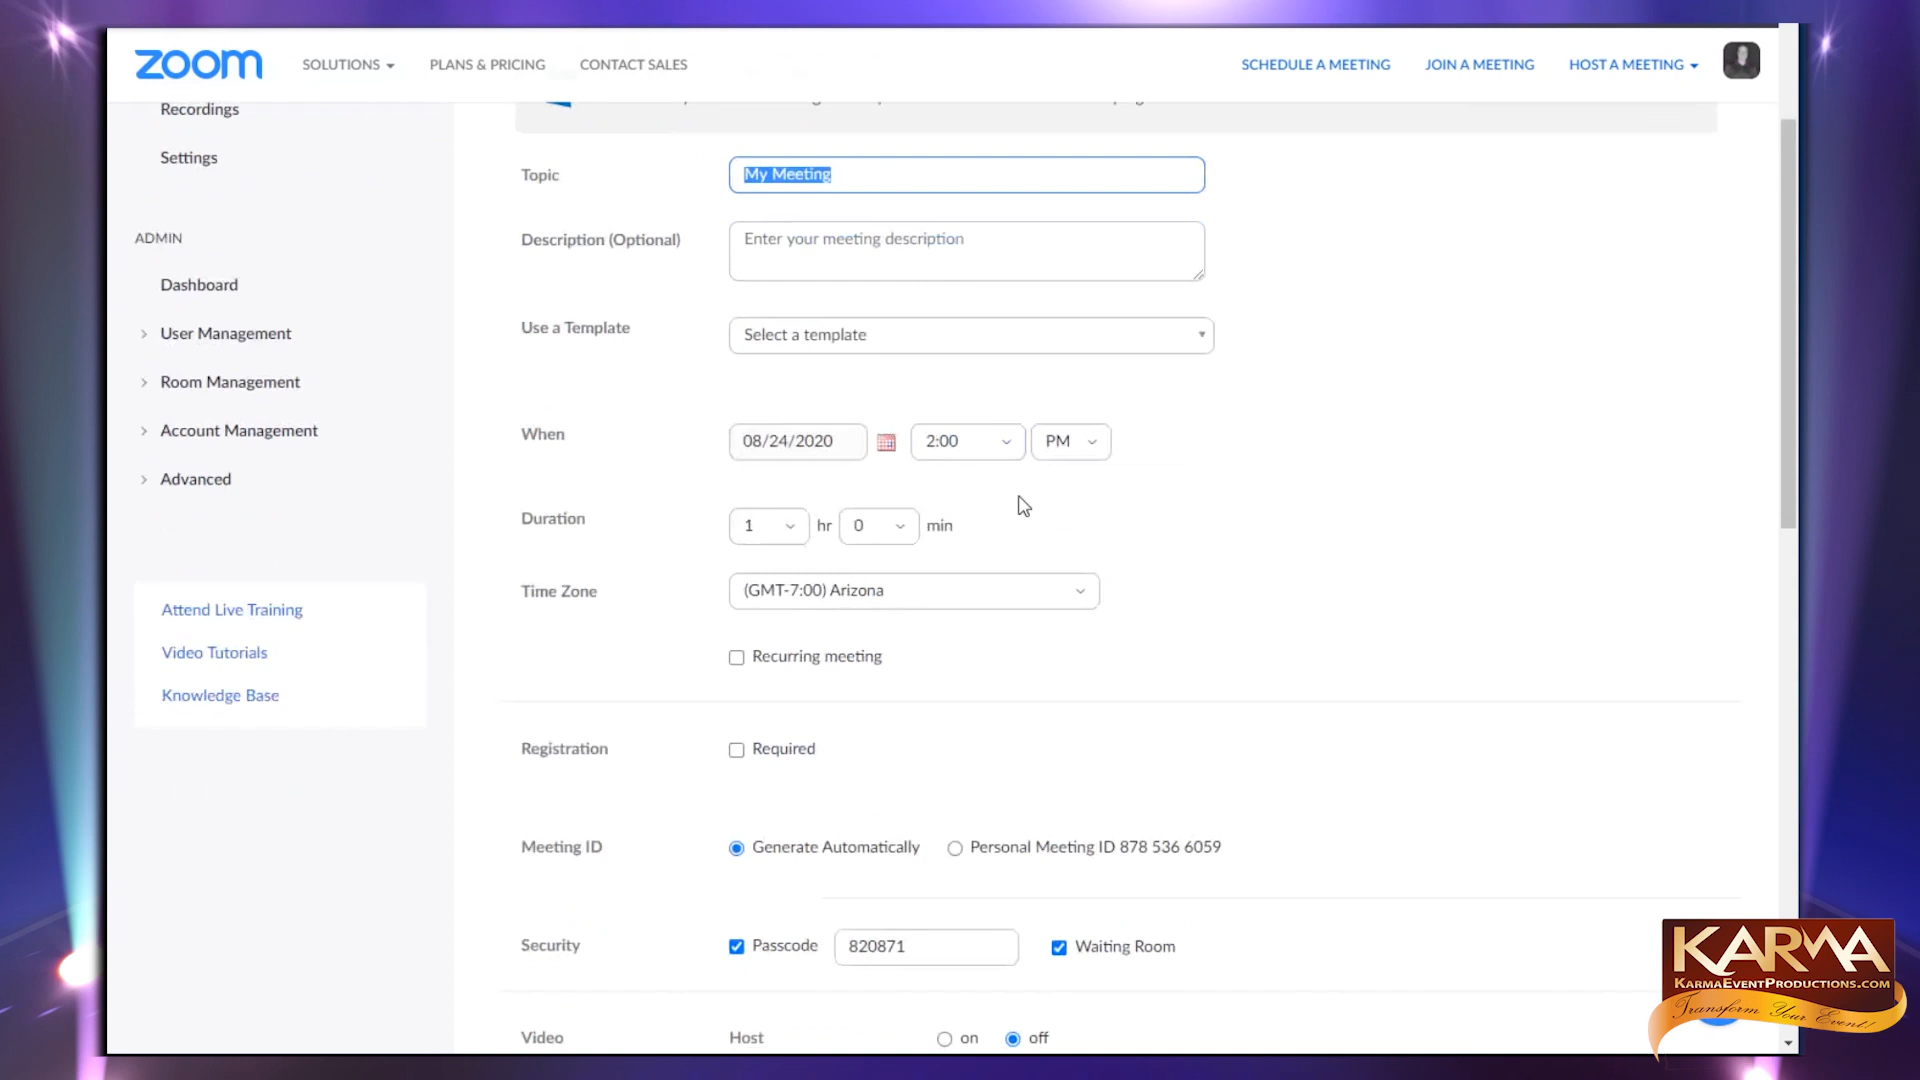 zoom
SOLUTIONS
PLANS & PRICING
CONTACT SALES
SCHEDULE A MEETING
JOIN A MEETING
HOST A MEETING
Recordings
Settings
ADMIN
Dashboard
User Management
Room Management
Account Management
Advanced
Attend Live Training
Video Tutorials
Knowledge Base
Topic
My Meeting
Description (Optional)
Enter your meeting description
Use a Template
Select a template
When
08/24/2020
2:00
PM
Duration
1
hr
0
min
Time Zone
(GMT-7:00) Arizona
Recurring meeting
Registration
Required
Meeting ID
Generate Automatically
Personal Meeting ID 878 536 6059
Security
Passcode
820871
Waiting Room
Video
Host
on
off
KARMA
KARMAEVENTPRODUCTIONS.COM
Transform Your Event!